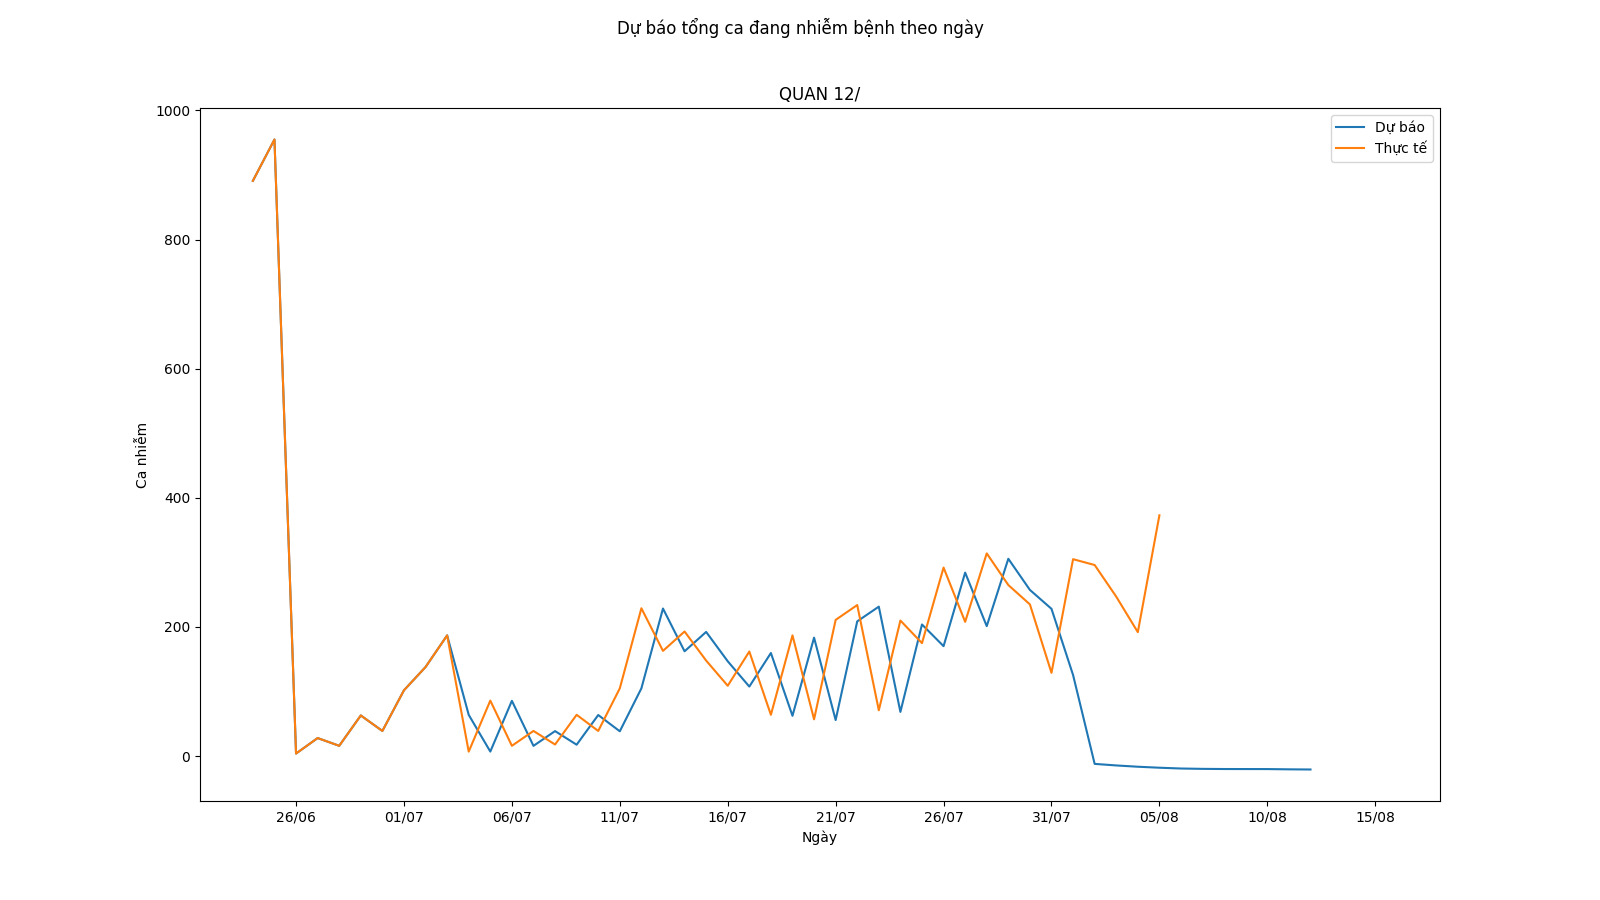 Dự báo tổng ca đang nhiễm bệnh theo ngày
QUAN 12/
Dự báo
Thực tế
1000
800
600
400
200
0
Ca nhiễm
26/06
01/07
06/07
11/07
16/07
21/07
26/07
31/07
05/08
10/08
15/08
Ngày